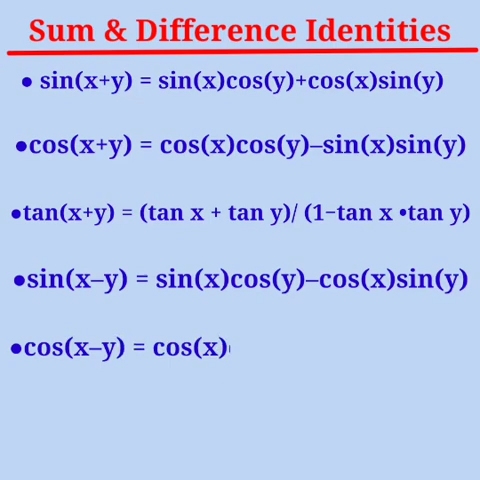 Sum & Difference Identities
● sin(x+y) = sin(x)cos(y)+cos(x)sin(y)
●cos(x+y) = cos(x)cos(y)–sin(x)sin(y)
●tan(x+y) = (tan x + tan y)/ (1−tan x •tan y)
●sin(x–y) = sin(x)cos(y)–cos(x)sin(y)
●cos(x–y) = cos(x)